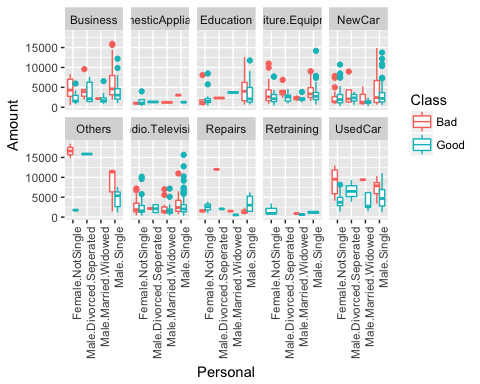 Business
mesticApplian
Education
iture.Equipm
NewCar
Others
dio.Televisi
Repairs
Retraining
UsedCar
Amount
15000
10000
5000
0
15000
10000
5000
0
Female.NotSingle
Male.Divorced.Seperated
Male.Married.Widowed
Male.Single
Female.NotSingle
Male.Divorced.Seperated
Male.Married.Widowed
Male.Single
Female.NotSingle
Male.Divorced.Seperated
Male.Married.Widowed
Male.Single
Female.NotSingle
Male.Divorced.Seperated
Male.Married.Widowed
Male.Single
Female.NotSingle
Male.Divorced.Seperated
Male.Married.Widowed
Male.Single
Personal
Class
Bad
Good